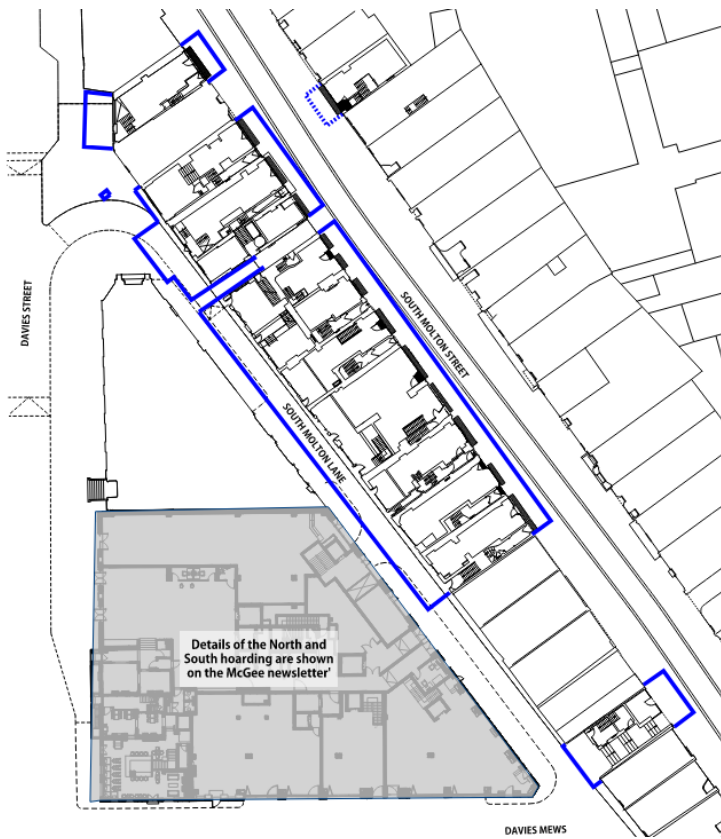 DAVIES STREET
SOUTH MOLTON STREET
SOUTH MOLTON LANE
Details of the North and
South hoarding are shown
on the McGee newsletter'
DAVIES MEWS